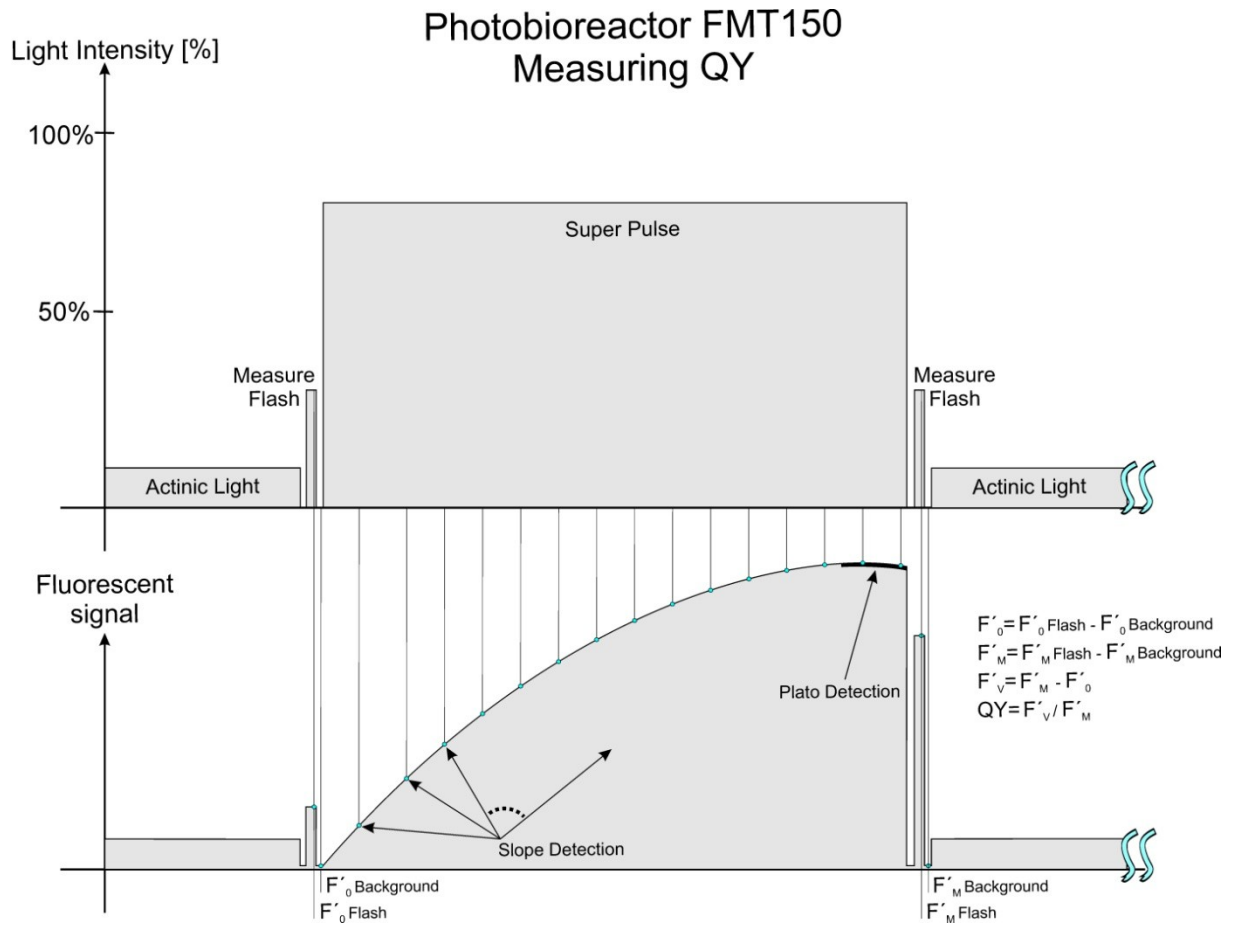 Photobioreactor FMT150
Measuring QY
Light Intensity [%]
100%
50%
Super Pulse
Measure
Flash
Measure
Flash
Actinic Light
Actinic Light
Fluorescent
signal
F´₀=F´₀ Flash - F´₀ Background
F´M=F´M Flash - F´M Background
F´V=F´M - F´₀
QY=F´V/F´M
Plato Detection
Slope Detection
F´₀ Background
F´₀ Flash
F´M Background
F´M Flash